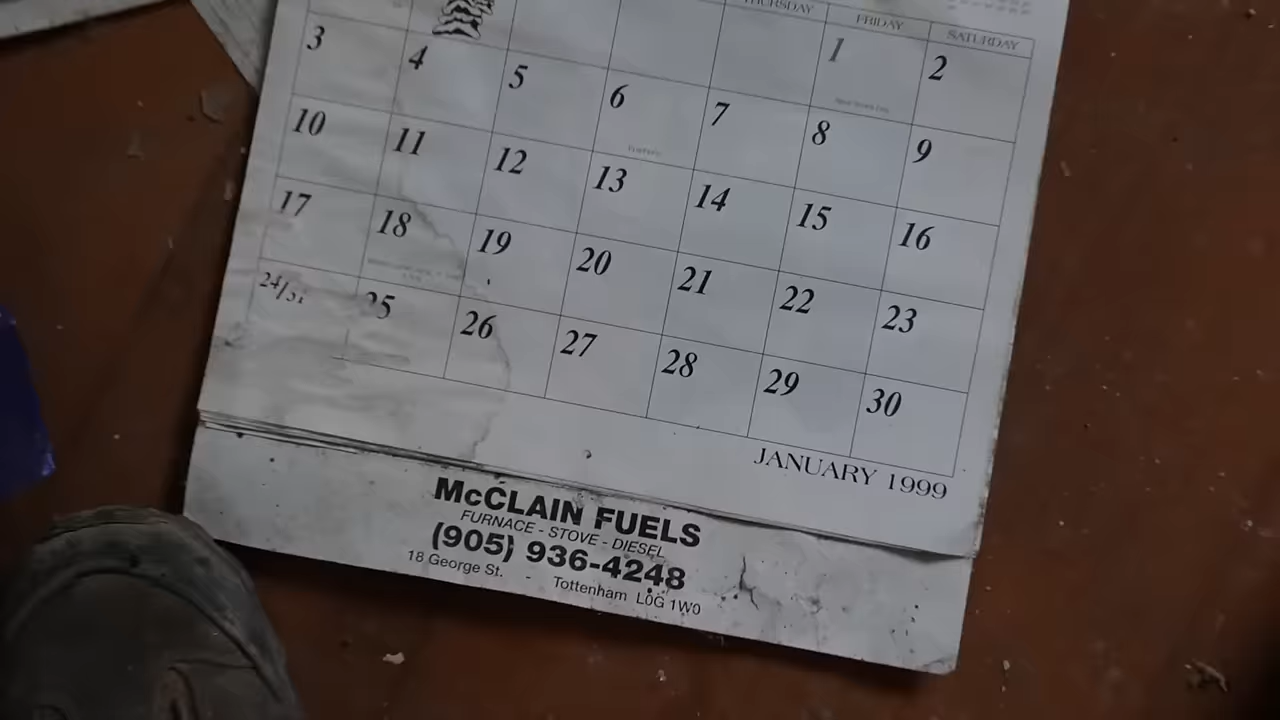 THURSDAY FRIDAY SATURDAY
1 2
3 4 5 6 7 8 9
10 11 12 13 14 15 16
17 18 19 20 21 22 23
24/31 25 26 27 28 29 30
JANUARY 1999
McCLAIN FUELS
FURNACE - STOVE - DIESEL
(905) 936-4248
18 George St. - Tottenham L0G 1W0